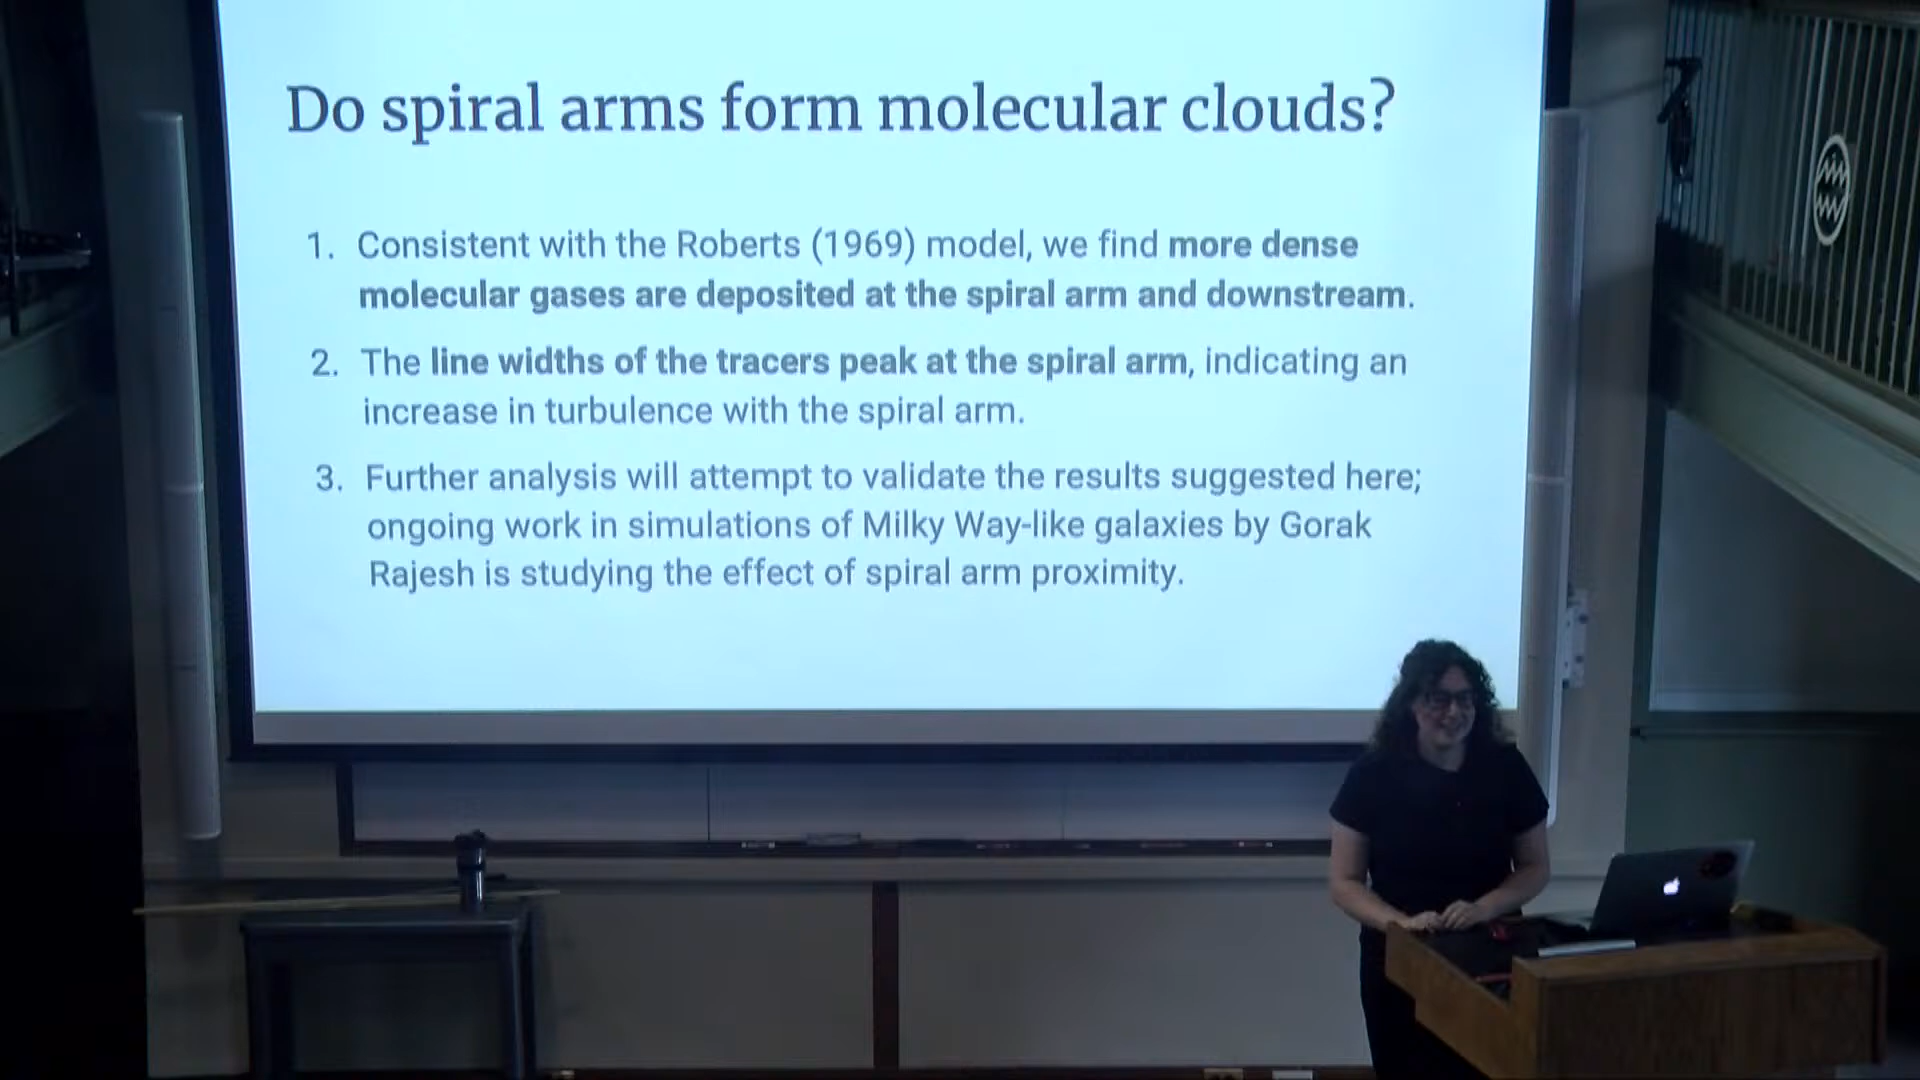 Do spiral arms form molecular clouds?
1. Consistent with the Roberts (1969) model, we find more dense
molecular gases are deposited at the spiral arm and downstream.
2. The line widths of the tracers peak at the spiral arm, indicating an
increase in turbulence with the spiral arm.
3. Further analysis will attempt to validate the results suggested here;
ongoing work in simulations of Milky Way-like galaxies by Gorak
Rajesh is studying the effect of spiral arm proximity.